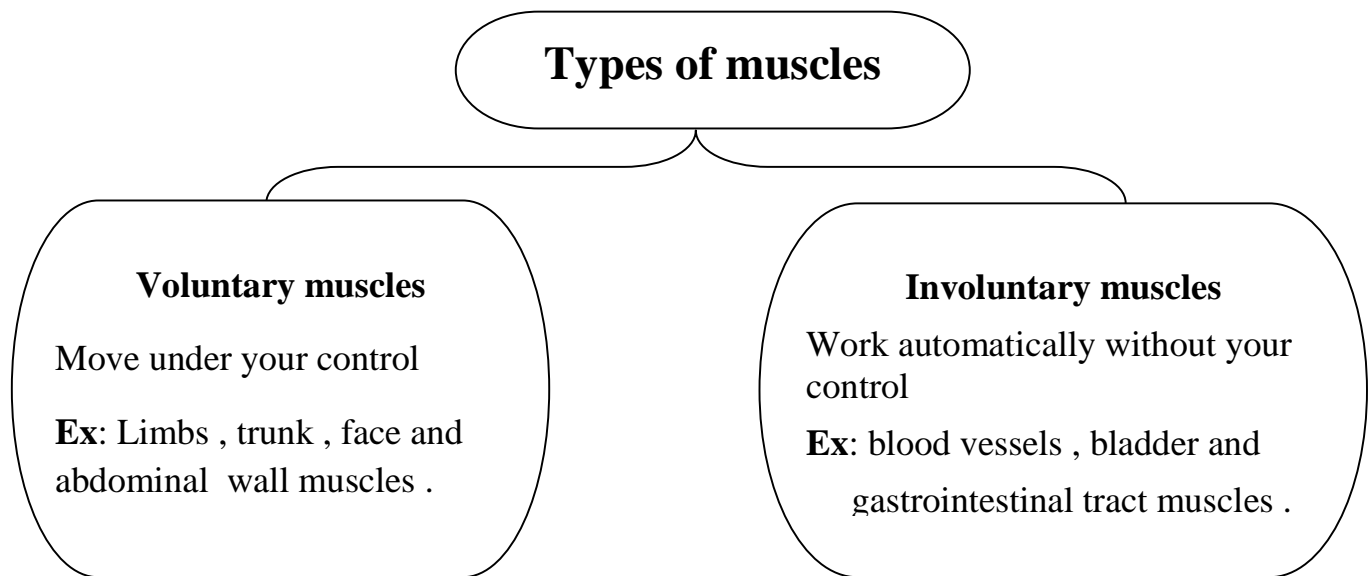 Types of muscles
Voluntary muscles
Move under your control
Ex: Limbs , trunk , face and
abdominal wall muscles .
Involuntary muscles
Work automatically without your
control
Ex: blood vessels , bladder and
gastrointestinal tract muscles .